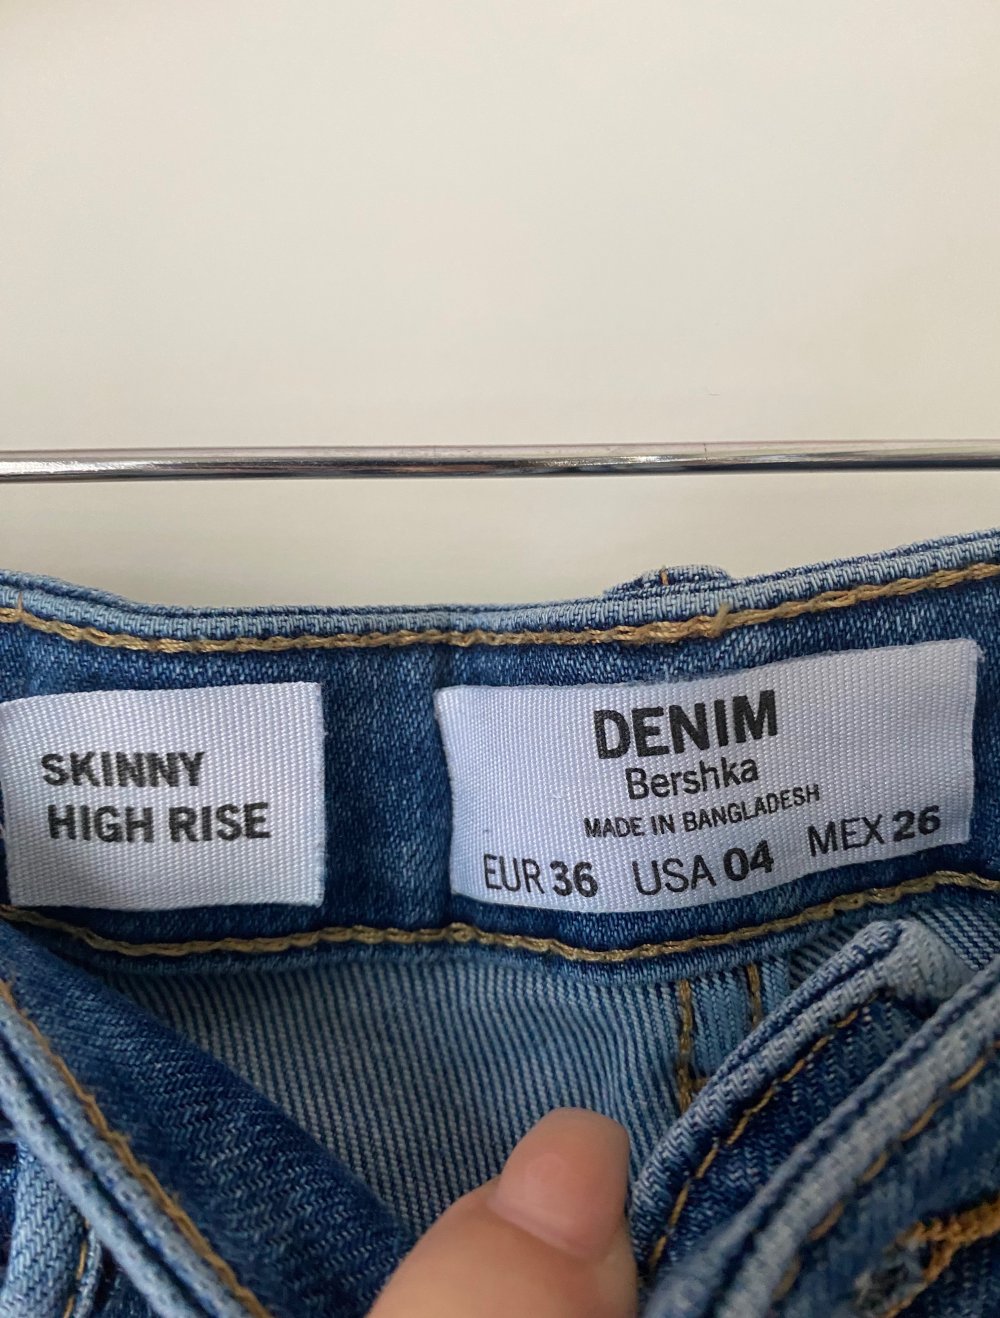 SKINNY
HIGH RISE
DENIM
Bershka
MADE IN BANGLADESH
EUR 36 USA 04 MEX 26